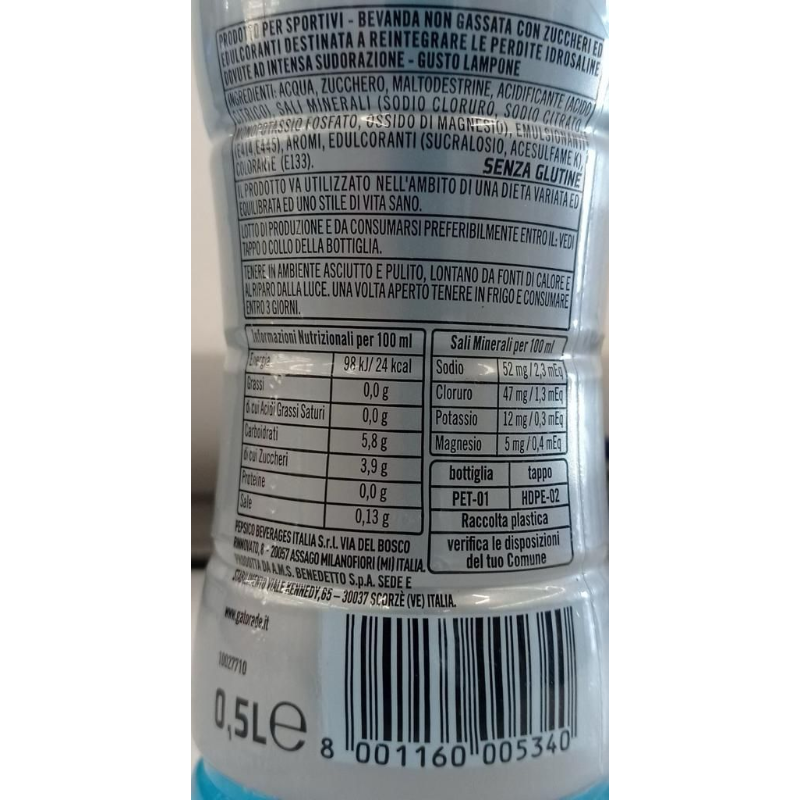 PRODOTTO PER SPORTIVI - BEVANDA NON GASSATA CON ZUCCHERI ED
EDULCORANTI DESTINATA A REINTEGRARE LE PERDITE IDROSALINE
DOVUTE AD INTENSA SUDORAZIONE - GUSTO LAMPONE
INGREDIENTI: ACQUA, ZUCCHERO, MALTODESTRINE, ACIDIFICANTE (ACIDO
CITRICO), SALI MINERALI (SODIO CLORURO, SODIO CITRATO,
MONOPOTASSIO FOSFATO, OSSIDO DI MAGNESIO), EMULSIONANTI
(E414, E445), AROMI, EDULCORANTI (SUCRALOSIO, ACESULFAME K),
COLORANTE (E133).
SENZA GLUTINE
IL PRODOTTO VA UTILIZZATO NELL'AMBITO DI UNA DIETA VARIATA ED
EQUILIBRATA ED UNO STILE DI VITA SANO.
LOTTO DI PRODUZIONE E DA CONSUMARSI PREFERIBILMENTE ENTRO IL: VEDI
TAPPO O COLLO DELLA BOTTIGLIA.
TENERE IN AMBIENTE ASCIUTTO E PULITO, LONTANO DA FONTI DI CALORE E
AL RIPARO DALLA LUCE. UNA VOLTA APERTO TENERE IN FRIGO E CONSUMARE
ENTRO 3 GIORNI.
Informazioni Nutrizionali per 100 ml
Energia 98 kJ/ 24 kcal
Grassi 0,0 g
di cui Acidi Grassi Saturi 0,0 g
Carboidrati 5,8 g
di cui Zuccheri 3,9 g
Proteine 0,0 g
Sale 0,13 g
Sali Minerali per 100 ml
Sodio 52 mg / 2,3 mEq
Cloruro 47 mg / 1,3 mEq
Potassio 12 mg / 0,3 mEq
Magnesio 5 mg / 0,4 mEq
bottiglia tappo
PET-01 HDPE-02
Raccolta plastica
verifica le disposizioni
del tuo Comune
PEPSICO BEVERAGES ITALIA S.r.l. VIA DEL BOSCO
RINNOVATO, 8 - 20057 ASSAGO MILANOFIORI (MI) ITALIA.
PRODOTTA DA A.M.S. BENEDETTO S.p.A. SEDE E
STABILIMENTO VIALE KENNEDY, 65 - 30037 SCORZÈ (VE) ITALIA.
www.gatorade.it
18027710
0,5L e
8 001160 005340